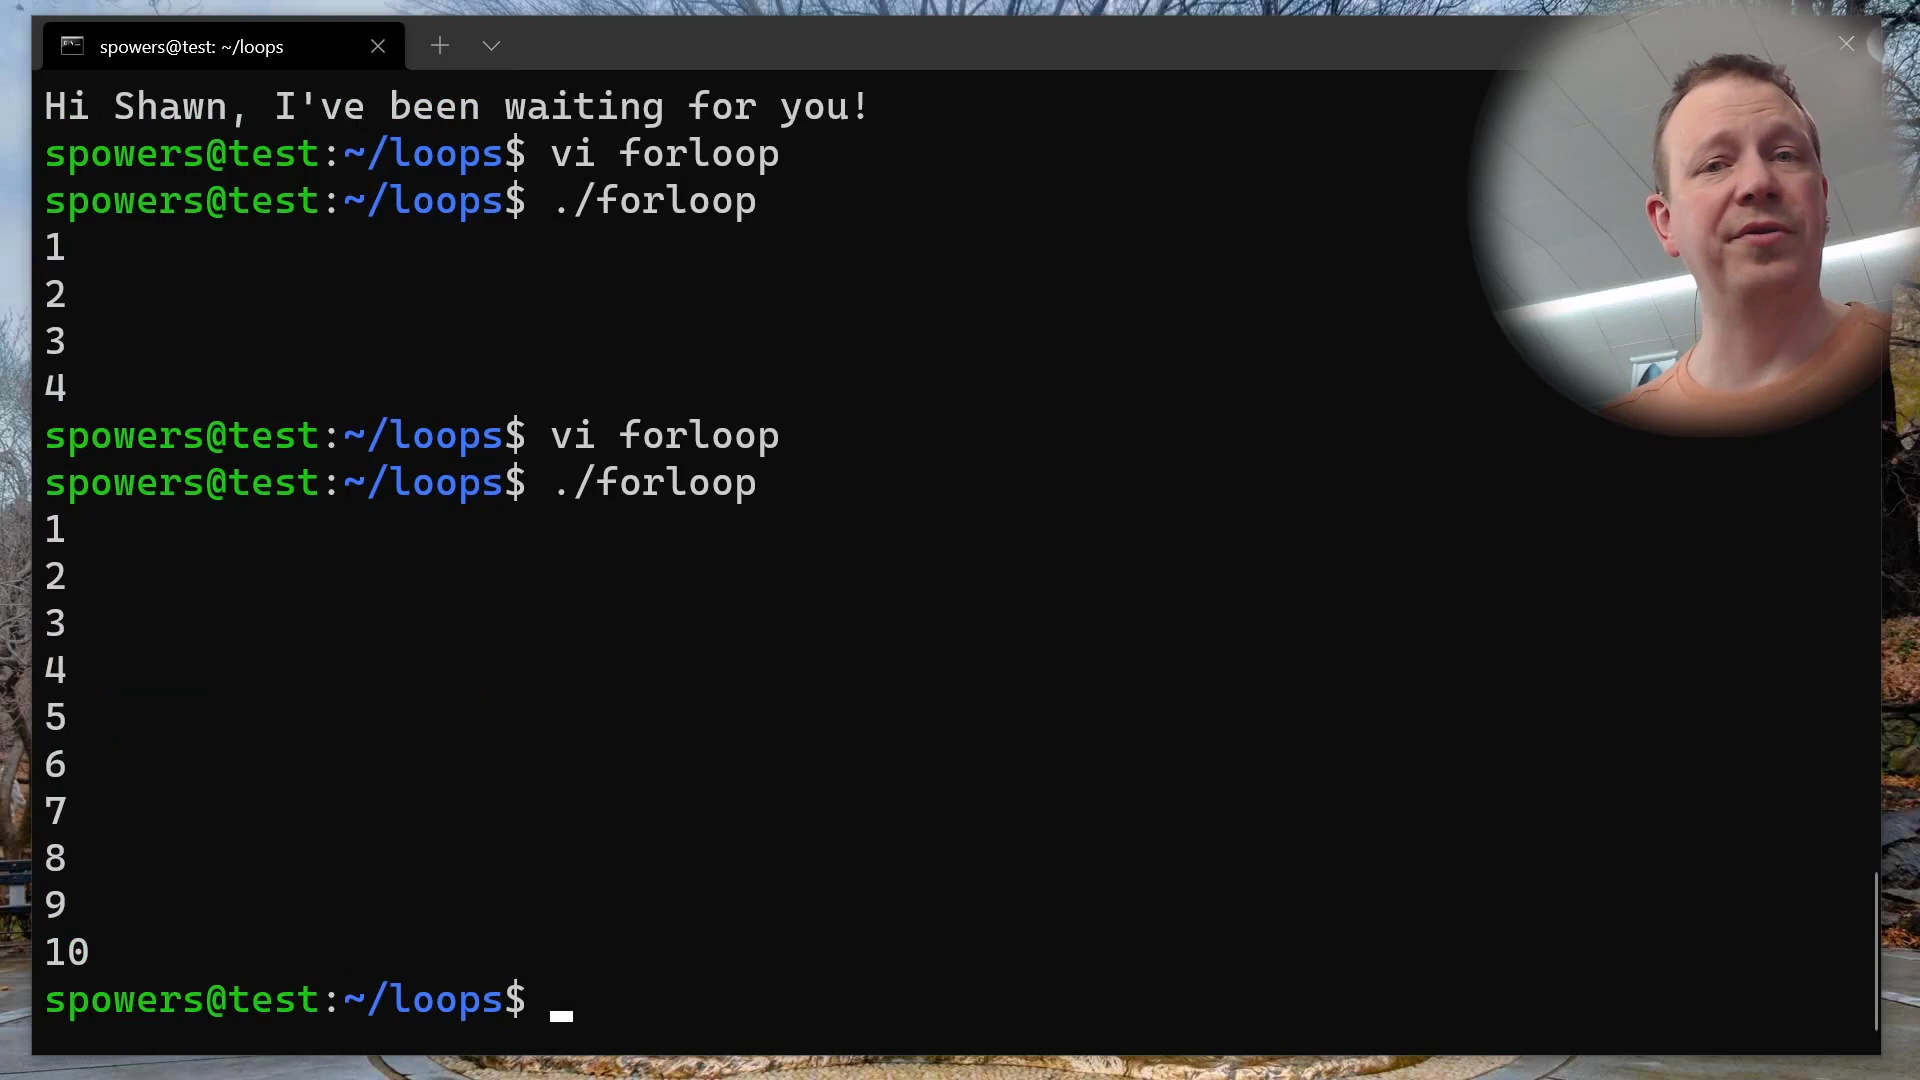 spowers@test: ~/loops
Hi Shawn, I've been waiting for you!
spowers@test:~/loops$ vi forloop
spowers@test:~/loops$ ./forloop
1
2
3
4
spowers@test:~/loops$ vi forloop
spowers@test:~/loops$ ./forloop
1
2
3
4
5
6
7
8
9
10
spowers@test:~/loops$